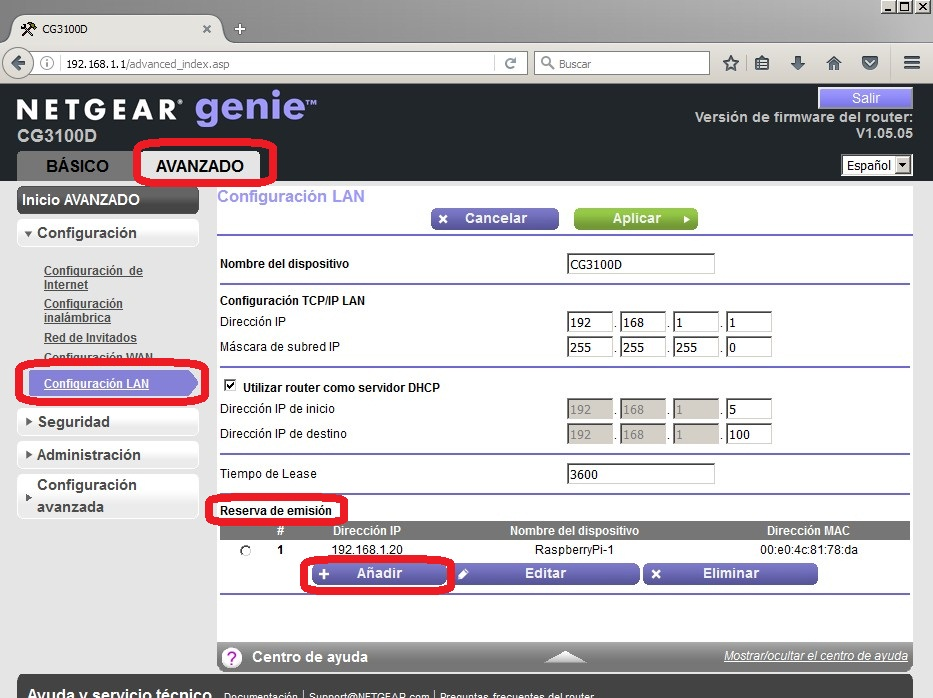 CG3100D
192.168.1.1/advanced_index.asp
Buscar
NETGEAR® genie™
CG3100D
Salir
Versión de firmware del router:
V1.05.05
BÁSICO
AVANZADO
Español
Inicio AVANZADO
Configuración
Configuración de
Internet
Configuración
inalámbrica
Red de Invitados
Configuración WAN
Configuración LAN
Seguridad
Administración
Configuración
avanzada
Configuración LAN
Cancelar
Aplicar
Nombre del dispositivo CG3100D
Configuración TCP/IP LAN
Dirección IP 192 . 168 . 1 . 1
Máscara de subred IP 255 . 255 . 255 . 0
Utilizar router como servidor DHCP
Dirección IP de inicio 192 . 168 . 1 . 5
Dirección IP de destino 192 . 168 . 1 . 100
Tiempo de Lease 3600
Reserva de emisión
# Dirección IP Nombre del dispositivo Dirección MAC
1 192.168.1.20 RaspberryPi-1 00:e0:4c:81:78:da
+ Añadir Editar Eliminar
? Centro de ayuda Mostrar/ocultar el centro de ayuda
Ayuda y servicio técnico Documentación | Support@NETGEAR.com | Preguntas frecuentes del router